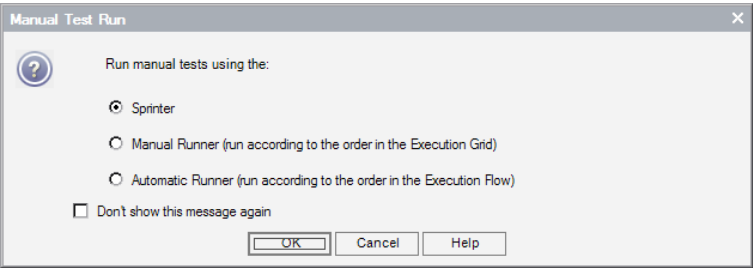 Manual Test Run
Run manual tests using the:
Sprinter
Manual Runner (run according to the order in the Execution Grid)
Automatic Runner (run according to the order in the Execution Flow)
Don't show this message again
OK Cancel Help